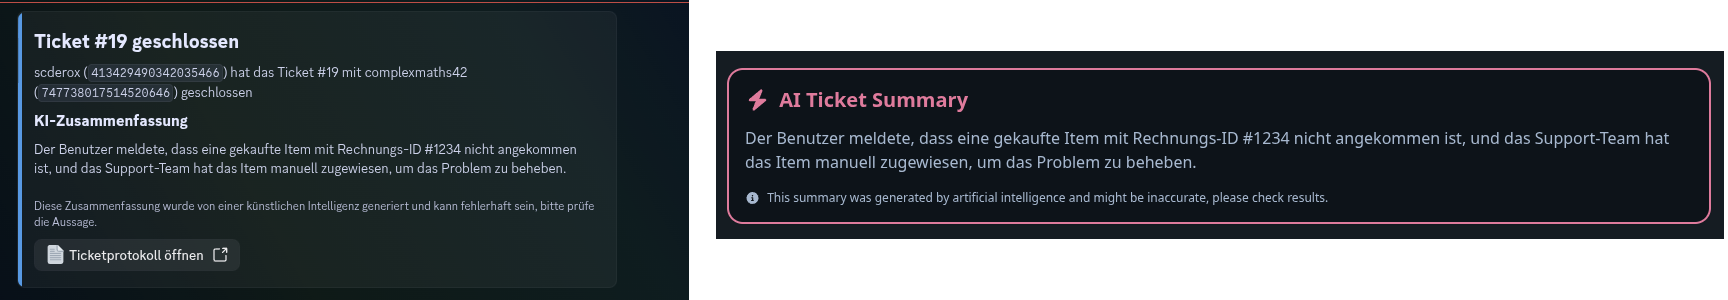 Ticket #19 geschlossen
scderox (413429490342035466) hat das Ticket #19 mit complexmaths42
(747738017514520646) geschlossen
KI-Zusammenfassung
Der Benutzer meldete, dass eine gekaufte Item mit Rechnungs-ID #1234 nicht angekommen
ist, und das Support-Team hat das Item manuell zugewiesen, um das Problem zu beheben.
Diese Zusammenfassung wurde von einer künstlichen Intelligenz generiert und kann fehlerhaft sein, bitte prüfe
die Aussage.
Ticketprotokoll öffnen
AI Ticket Summary
Der Benutzer meldete, dass eine gekaufte Item mit Rechnungs-ID #1234 nicht angekommen ist, und das Support-Team hat
das Item manuell zugewiesen, um das Problem zu beheben.
This summary was generated by artificial intelligence and might be inaccurate, please check results.